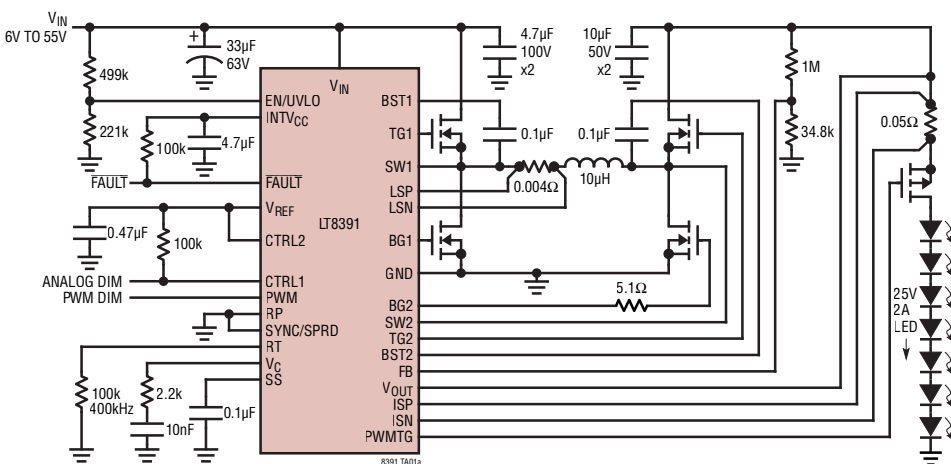 VIN
6V TO 55V
499k
221k
+
33µF
63V
4.7µF
100V
x2
10µF
50V
x2
1M
34.8k
0.05Ω
100k
4.7µF
FAULT
0.47µF
100k
ANALOG DIM
PWM DIM
100k
400kHz
2.2k
10nF
0.1µF
VIN
EN/UVLO
INTVCC
FAULT
VREF
CTRL2
CTRL1
PWM
RP
SYNC/SPRD
RT
VC
SS
LT8391
BST1
TG1
SW1
LSP
LSN
BG1
GND
BG2
SW2
TG2
BST2
FB
VOUT
ISP
ISN
PWMTG
0.1µF
0.1µF
0.004Ω
10µH
5.1Ω
25V
2A
LED
8391 TA01a